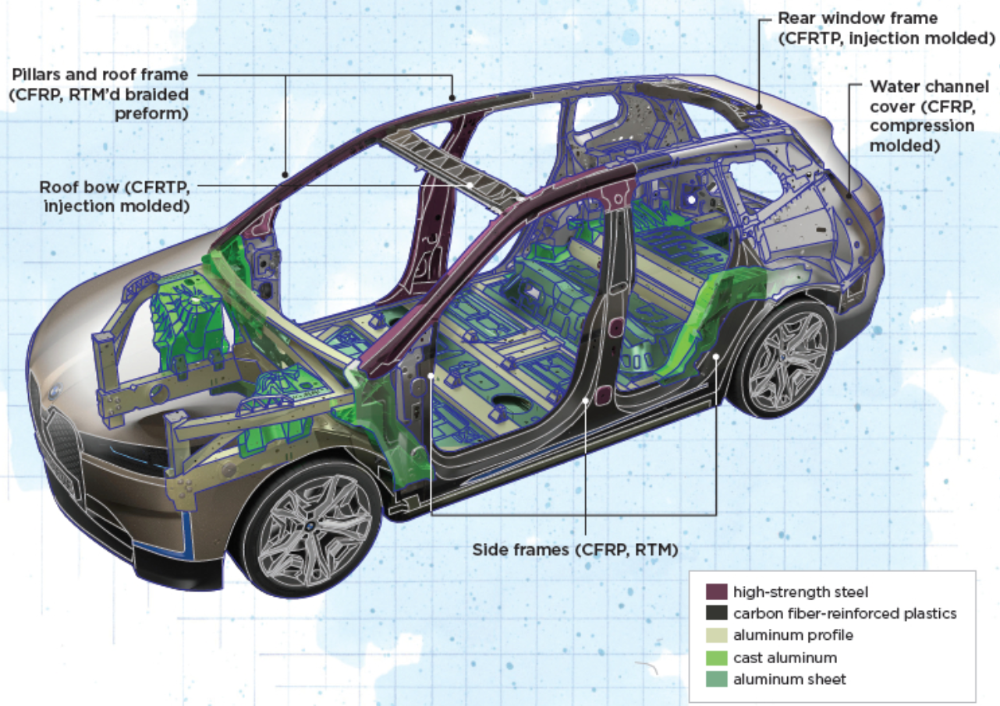 Rear window frame
(CFRTP, injection molded)
Pillars and roof frame
(CFRP, RTM’d braided
preform)
Water channel
cover (CFRP,
compression
molded)
Roof bow (CFRTP,
injection molded)
Side frames (CFRP, RTM)
high-strength steel
carbon fiber-reinforced plastics
aluminum profile
cast aluminum
aluminum sheet